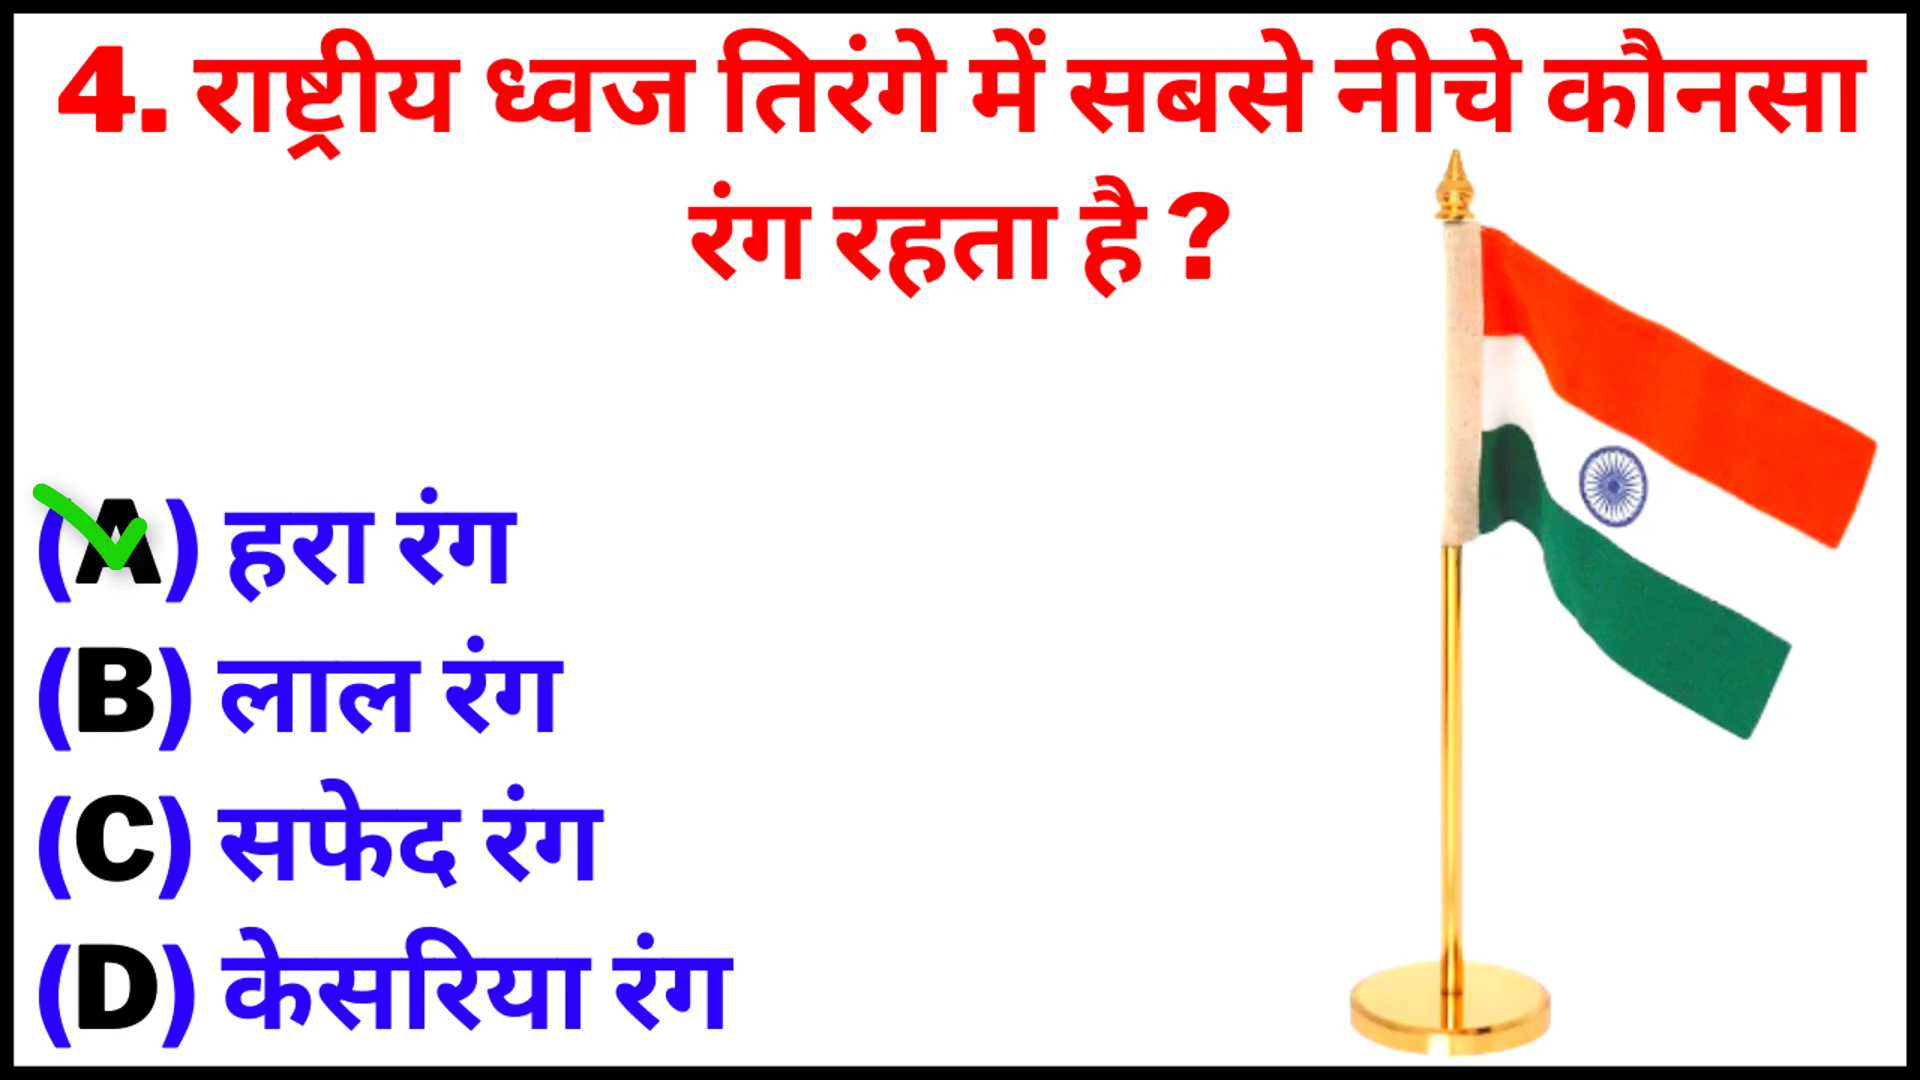 4. राष्ट्रीय ध्वज तिरंगे में सबसे नीचे कौनसा
रंग रहता है ?
(A) हरा रंग
(B) लाल रंग
(C) सफेद रंग
(D) केसरिया रंग